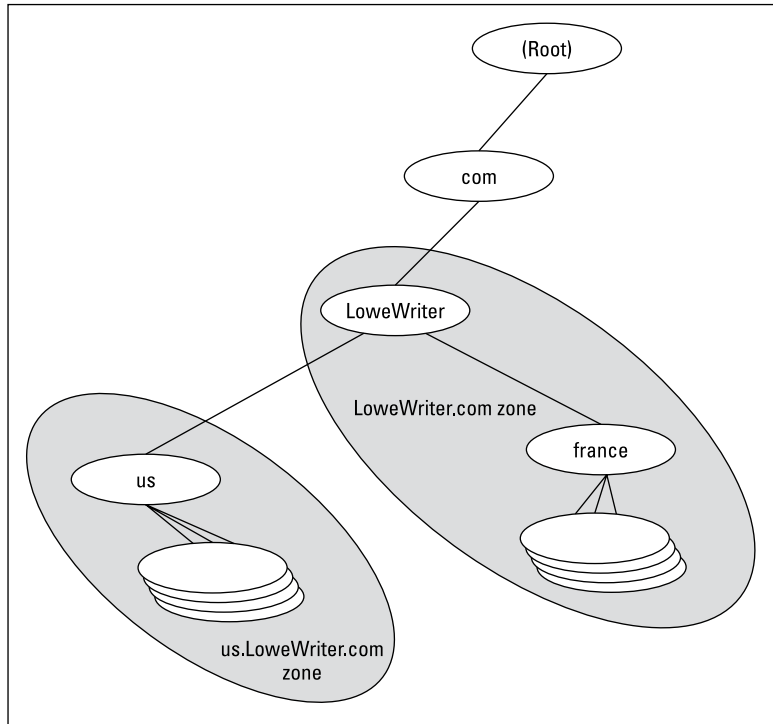 (Root)
com
LoweWriter
LoweWriter.com zone
france
us
us.LoweWriter.com
zone